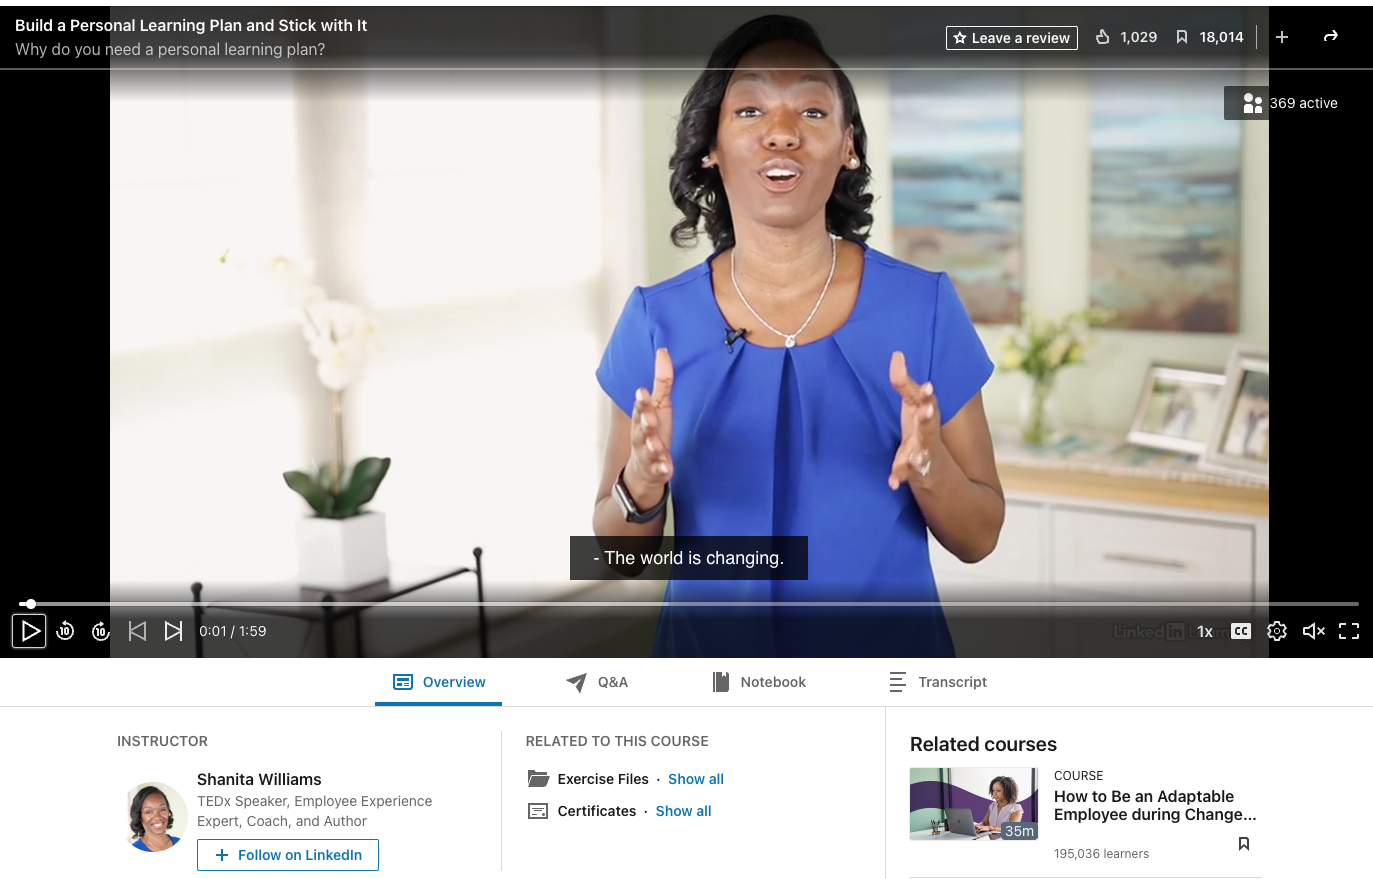 Build a Personal Learning Plan and Stick with It
Why do you need a personal learning plan?
Leave a review
1,029
18,014
369 active
- The world is changing.
10
10
0:01 / 1:59
LinkedIn Learn
1x
CC
Overview
Q&A
Notebook
Transcript
INSTRUCTOR
Shanita Williams
TEDx Speaker, Employee Experience
Expert, Coach, and Author
+ Follow on LinkedIn
RELATED TO THIS COURSE
Exercise Files · Show all
Certificates · Show all
Related courses
35m
COURSE
How to Be an Adaptable
Employee during Change...
195,036 learners